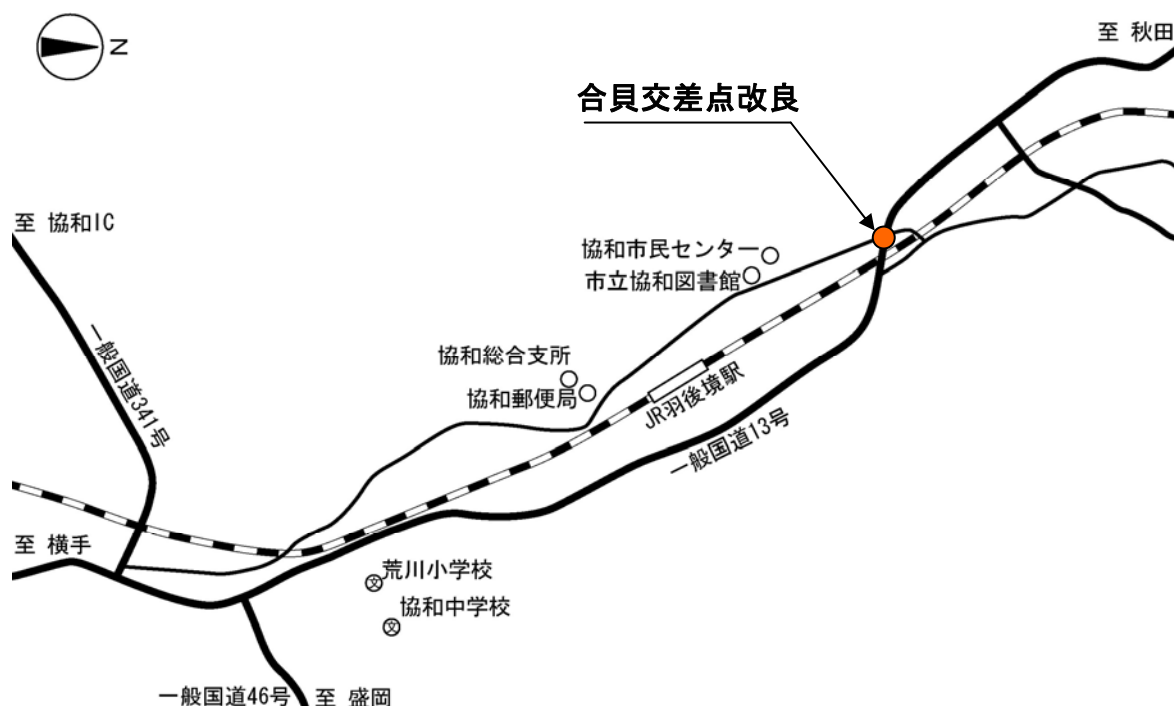 N
至 秋田
合貝交差点改良
至 協和IC
協和市民センター
市立協和図書館
一般国道341号
協和総合支所
協和郵便局
JR羽後境駅
一般国道13号
至 横手
荒川小学校
文
協和中学校
文
一般国道46号
至 盛岡